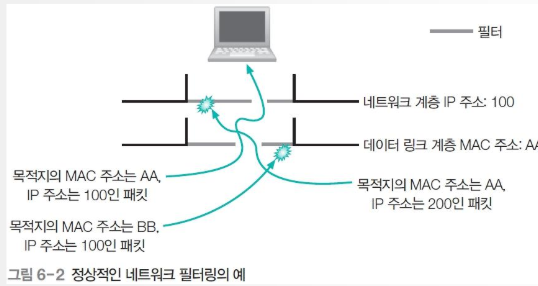 필터
네트워크 계층 IP 주소: 100
데이터 링크 계층 MAC 주소: AA
목적지의 MAC 주소는 AA,
IP 주소는 100인 패킷
목적지의 MAC 주소는 AA,
IP 주소는 200인 패킷
목적지의 MAC 주소는 BB,
IP 주소는 100인 패킷
그림 6-2 정상적인 네트워크 필터링의 예